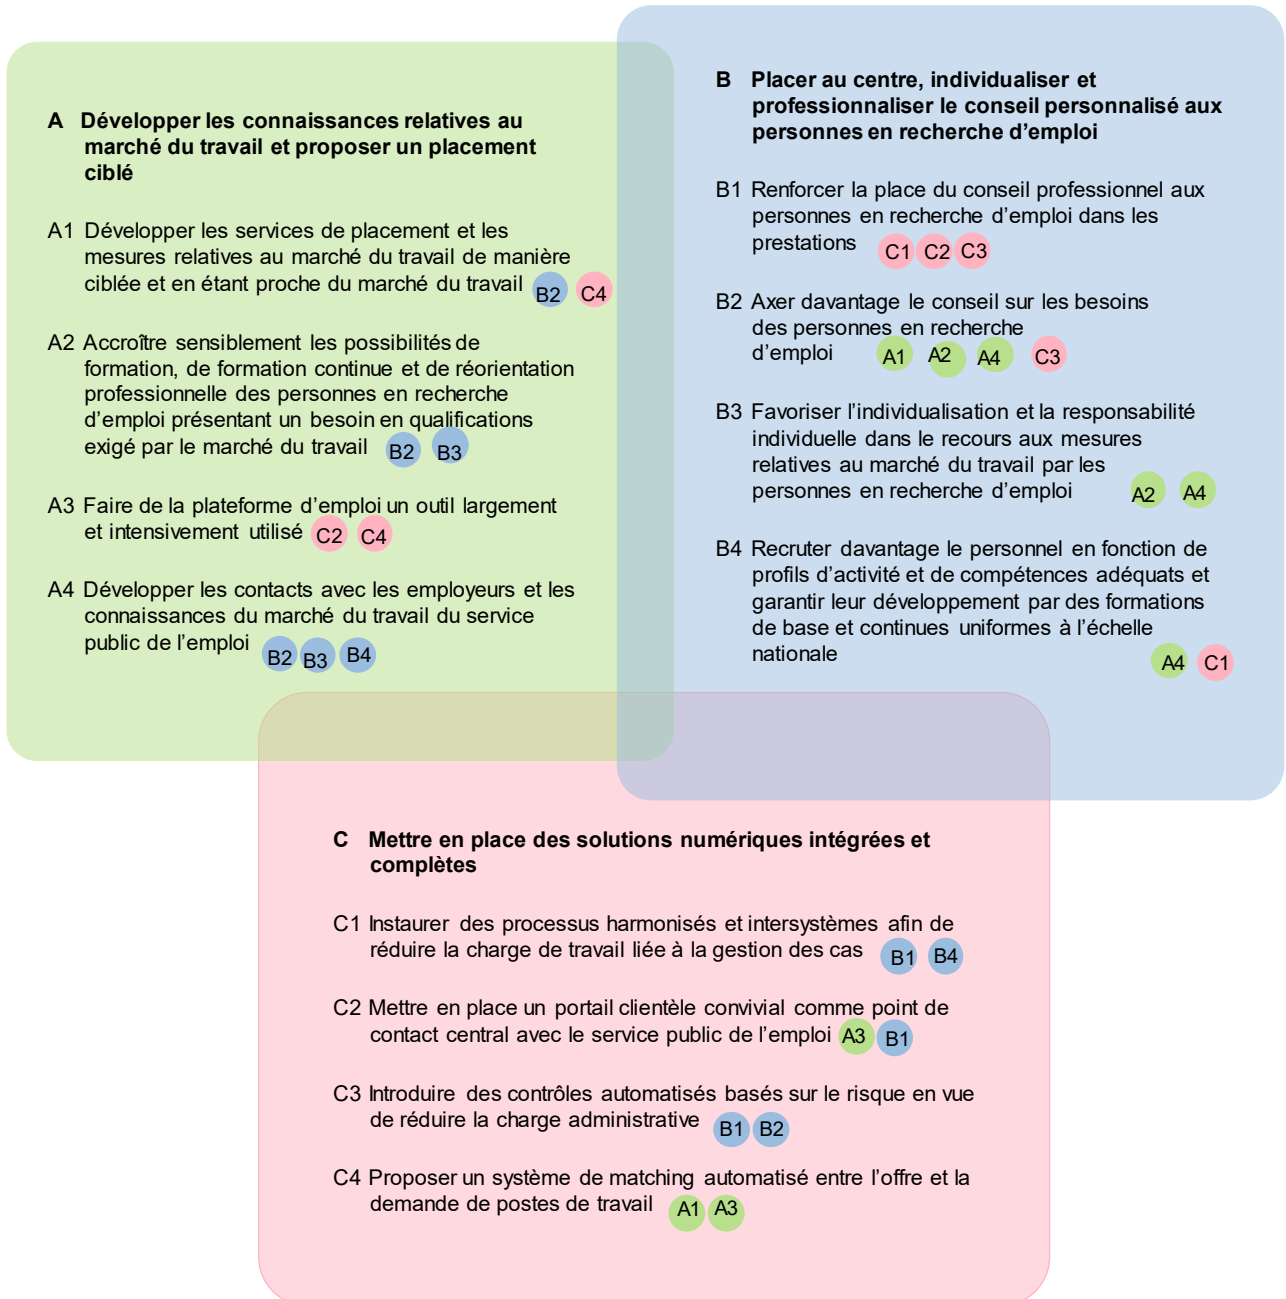 A Développer les connaissances relatives au
marché du travail et proposer un placement
ciblé
A1 Développer les services de placement et les
mesures relatives au marché du travail de manière
ciblée et en étant proche du marché du travail B2 C4
A2 Accroître sensiblement les possibilités de
formation, de formation continue et de réorientation
professionnelle des personnes en recherche
d’emploi présentant un besoin en qualifications
exigé par le marché du travail B2 B3
A3 Faire de la plateforme d’emploi un outil largement
et intensivement utilisé C2 C4
A4 Développer les contacts avec les employeurs et les
connaissances du marché du travail du service
public de l’emploi B2 B3 B4
B Placer au centre, individualiser et
professionnaliser le conseil personnalisé aux
personnes en recherche d’emploi
B1 Renforcer la place du conseil professionnel aux
personnes en recherche d’emploi dans les
prestations C1 C2 C3
B2 Axer davantage le conseil sur les besoins
des personnes en recherche
d’emploi A1 A2 A4 C3
B3 Favoriser l’individualisation et la responsabilité
individuelle dans le recours aux mesures
relatives au marché du travail par les
personnes en recherche d’emploi A2 A4
B4 Recruter davantage le personnel en fonction de
profils d’activité et de compétences adéquats et
garantir leur développement par des formations
de base et continues uniformes à l’échelle
nationale A4 C1
C Mettre en place des solutions numériques intégrées et
complètes
C1 Instaurer des processus harmonisés et intersystèmes afin de
réduire la charge de travail liée à la gestion des cas B1 B4
C2 Mettre en place un portail clientèle convivial comme point de
contact central avec le service public de l’emploi A3 B1
C3 Introduire des contrôles automatisés basés sur le risque en vue
de réduire la charge administrative B1 B2
C4 Proposer un système de matching automatisé entre l’offre et la
demande de postes de travail A1 A3